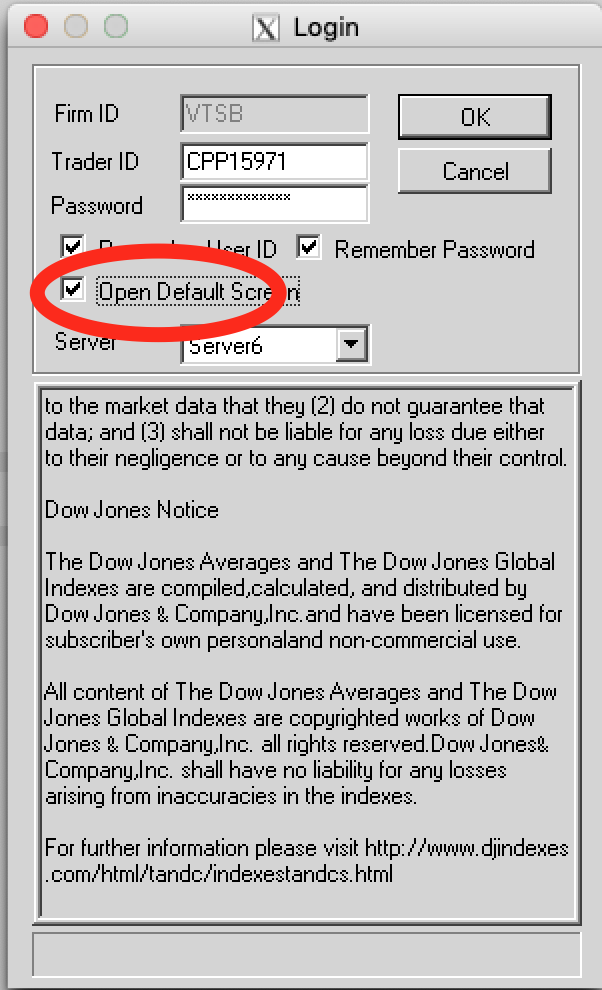 Login
Firm ID VTSB OK
Trader ID CPP15971 Cancel
Password *************
User ID Remember Password
Open Default Screen
Server Server6
to the market data that they (2) do not guarantee that
data; and (3) shall not be liable for any loss due either
to their negligence or to any cause beyond their control.
Dow Jones Notice
The Dow Jones Averages and The Dow Jones Global
Indexes are compiled,calculated, and distributed by
Dow Jones & Company,Inc.and have been licensed for
subscriber's own personaland non-commercial use.
All content of The Dow Jones Averages and The Dow
Jones Global Indexes are copyrighted works of Dow
Jones & Company,Inc. all rights reserved.Dow Jones&
Company,Inc. shall have no liability for any losses
arising from inaccuracies in the indexes.
For further information please visit http://www.djindexes
.com/html/tandc/indexestandcs.html